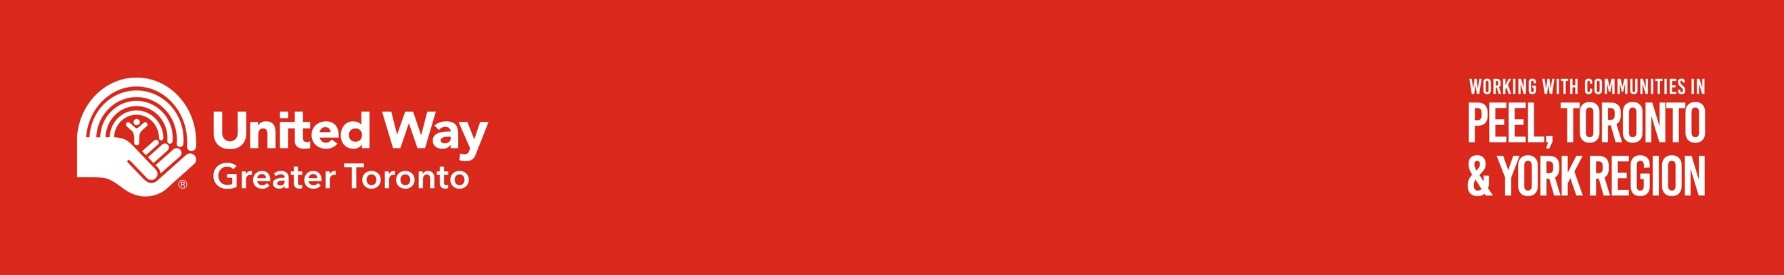 United Way
Greater Toronto
®
WORKING WITH COMMUNITIES IN
PEEL, TORONTO
& YORK REGION